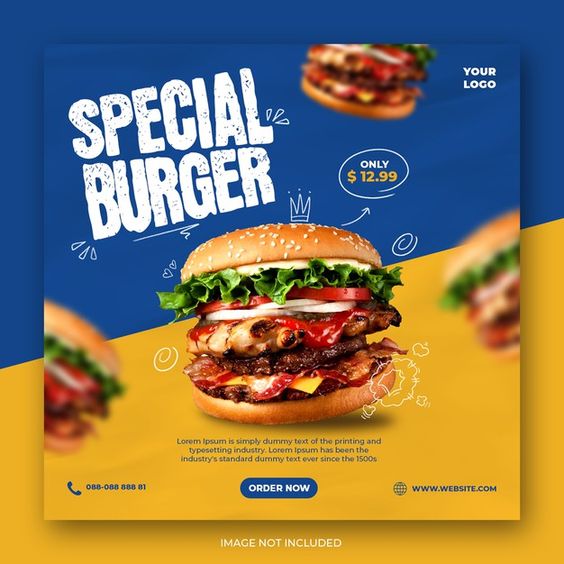 SPECIAL
BURGER
YOUR
LOGO
ONLY
$ 12.99
Lorem Ipsum is simply dummy text of the printing and
typesetting industry. Lorem Ipsum has been the
industry's standard dummy text ever since the 1500s
088-088 888 81
ORDER NOW
WWW.WEBSITE.COM
IMAGE NOT INCLUDED